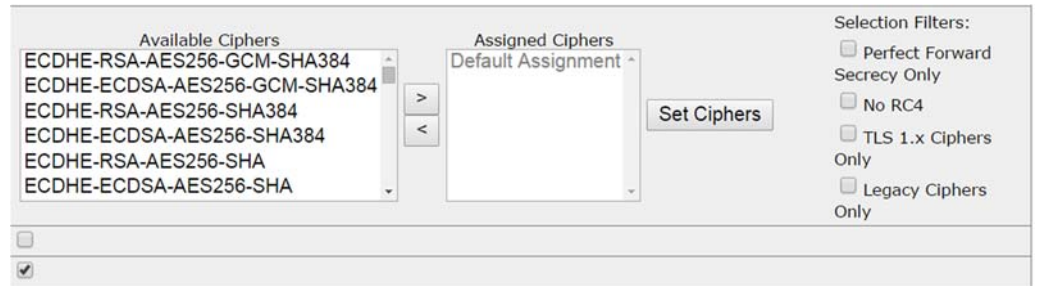 Available Ciphers
ECDHE-RSA-AES256-GCM-SHA384
ECDHE-ECDSA-AES256-GCM-SHA384
ECDHE-RSA-AES256-SHA384
ECDHE-ECDSA-AES256-SHA384
ECDHE-RSA-AES256-SHA
ECDHE-ECDSA-AES256-SHA
>
<
Assigned Ciphers
Default Assignment
Set Ciphers
Selection Filters:
Perfect Forward
Secrecy Only
No RC4
TLS 1.x Ciphers
Only
Legacy Ciphers
Only